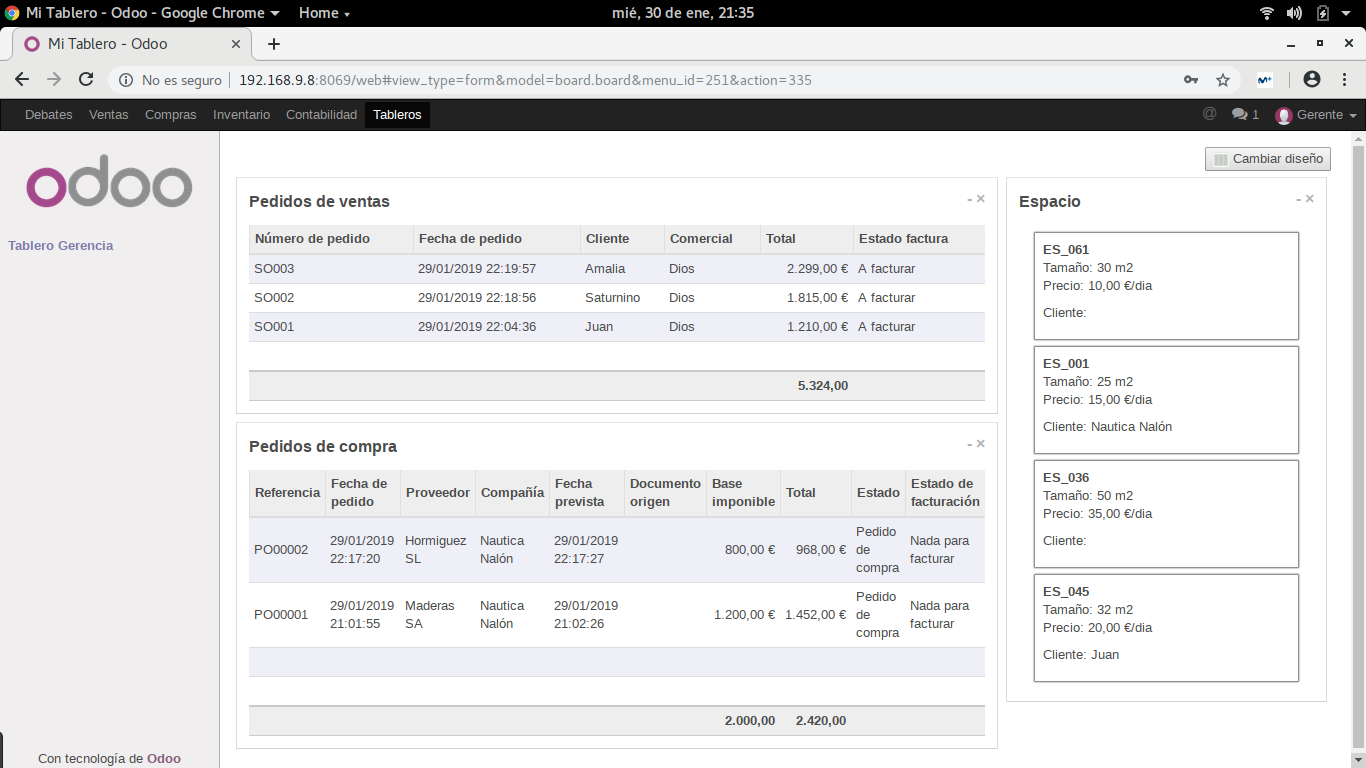 Mi Tablero - Odoo - Google Chrome Home mié, 30 de ene, 21:35
Mi Tablero - Odoo
No es seguro 192.168.9.8:8069/web#view_type=form&model=board.board&menu_id=251&action=335
Debates Ventas Compras Inventario Contabilidad Tableros @ 1 Gerente
odoo
Tablero Gerencia
Con tecnología de Odoo
Cambiar diseño
Pedidos de ventas
Número de pedido Fecha de pedido Cliente Comercial Total Estado factura
SO003 29/01/2019 22:19:57 Amalia Dios 2.299,00 € A facturar
SO002 29/01/2019 22:18:56 Saturnino Dios 1.815,00 € A facturar
SO001 29/01/2019 22:04:36 Juan Dios 1.210,00 € A facturar
5.324,00
Pedidos de compra
Referencia Fecha de pedido Proveedor Compañía Fecha prevista Documento origen Base imponible Total Estado Estado de facturación
PO00002 29/01/2019 22:17:20 Hormiguez SL Nautica Nalón 29/01/2019 22:17:27 800,00 € 968,00 € Pedido de compra Nada para facturar
PO00001 29/01/2019 21:01:55 Maderas SA Nautica Nalón 29/01/2019 21:02:26 1.200,00 € 1.452,00 € Pedido de compra Nada para facturar
2.000,00 2.420,00
Espacio
ES_061
Tamaño: 30 m2
Precio: 10,00 €/dia
Cliente:
ES_001
Tamaño: 25 m2
Precio: 15,00 €/dia
Cliente: Nautica Nalón
ES_036
Tamaño: 50 m2
Precio: 35,00 €/dia
Cliente:
ES_045
Tamaño: 32 m2
Precio: 20,00 €/dia
Cliente: Juan